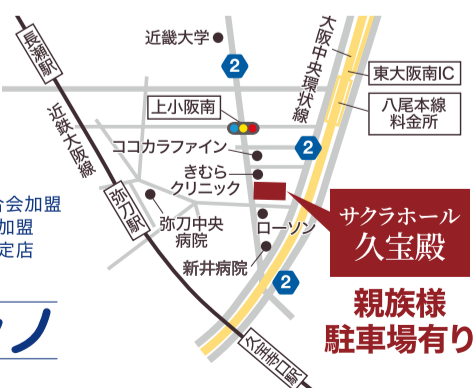 長瀬駅
近畿大学
2
大阪中央環状線
東大阪南IC
八尾本線
料金所
上小阪南
近鉄大阪線
ココカラファイン
2
きむら
クリニック
弥刀駅
弥刀中央
病院
ローソン
新井病院
2
久宝寺口駅
サクラホール
久宝殿
親族様
駐車場有り
合会加盟
加盟
定店
ノ